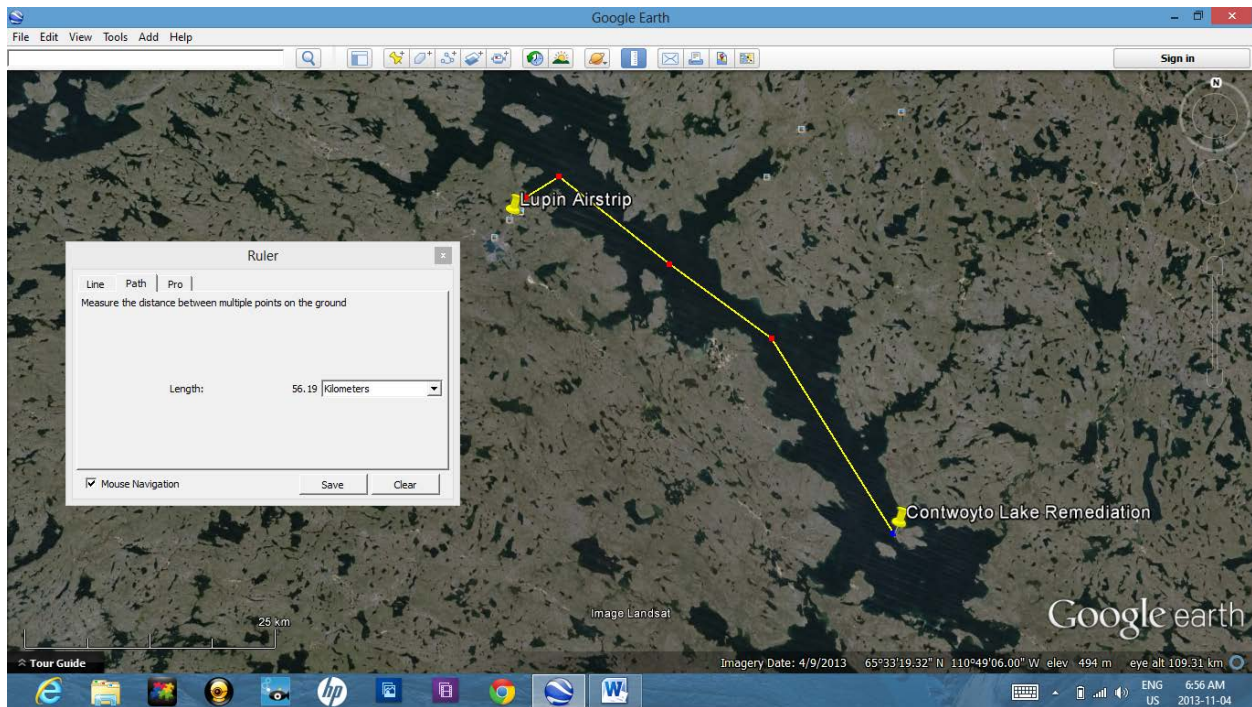 Google Earth
File Edit View Tools Add Help
Sign in
N
Lupin Airstrip
Ruler
Line Path Pro
Measure the distance between multiple points on the ground
Length: 56.19 Kilometers
Mouse Navigation Save Clear
Contwoyto Lake Remediation
Image Landsat
Google earth
25 km
Tour Guide
Imagery Date: 4/9/2013 65°33'19.32" N 110°49'06.00" W elev 494 m eye alt 109.31 km
hp
W
ENG 6:56 AM
US 2013-11-04